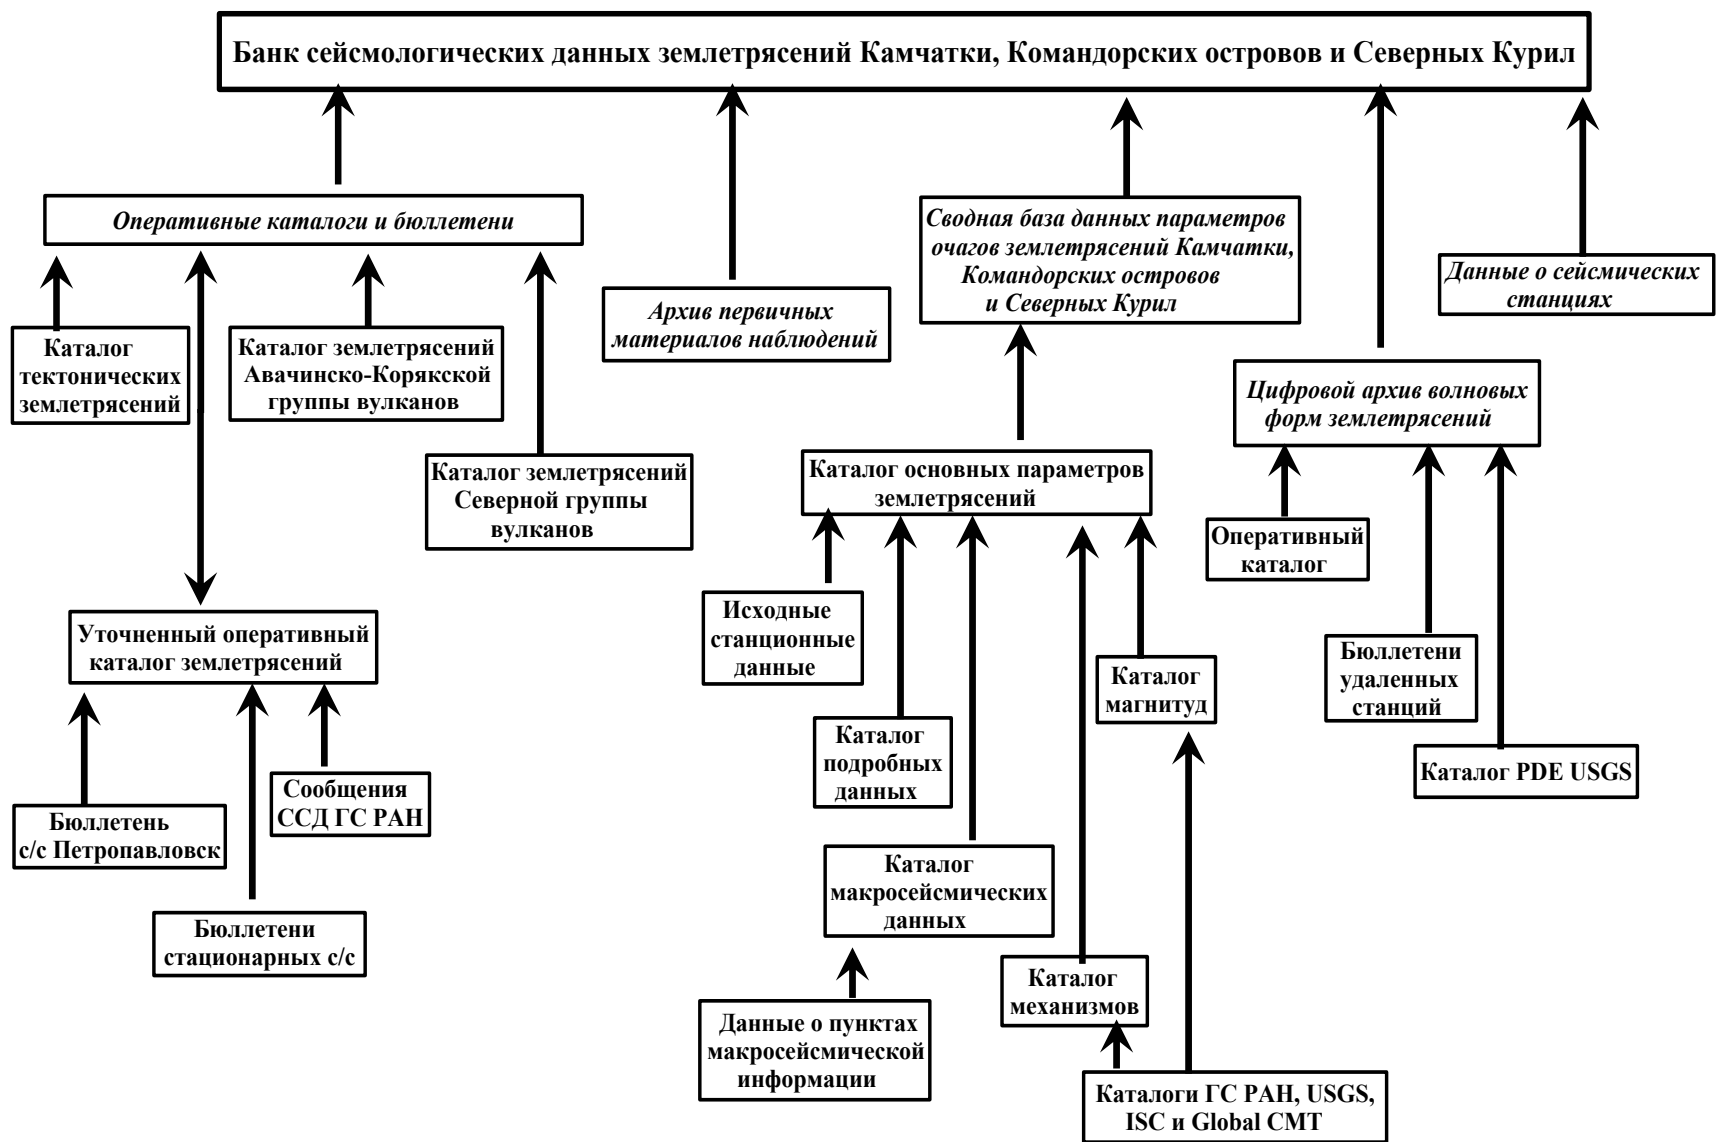 Банк сейсмологических данных землетрясений Камчатки, Командорских островов и Северных Курил
Оперативные каталоги и бюллетени
Сводная база данных параметров
очагов землетрясений Камчатки,
Командорских островов
и Северных Курил
Данные о сейсмических
станциях
Архив первичных
материалов наблюдений
Каталог
тектонических
землетрясений
Каталог землетрясений
Авачинско-Корякской
группы вулканов
Цифровой архив волновых
форм землетрясений
Каталог землетрясений
Северной группы
вулканов
Каталог основных параметров
землетрясений
Оперативный
каталог
Исходные
станционные
данные
Уточненный оперативный
каталог землетрясений
Бюллетени
удаленных
станций
Каталог
магнитуд
Каталог
подробных
данных
Каталог PDE USGS
Сообщения
ССД ГС РАН
Бюллетень
с/с Петропавловск
Каталог
макросейсмических
данных
Бюллетени
стационарных с/с
Каталог
механизмов
Данные о пунктах
макросейсмической
информации
Каталоги ГС РАН, USGS,
ISC и Global CMT